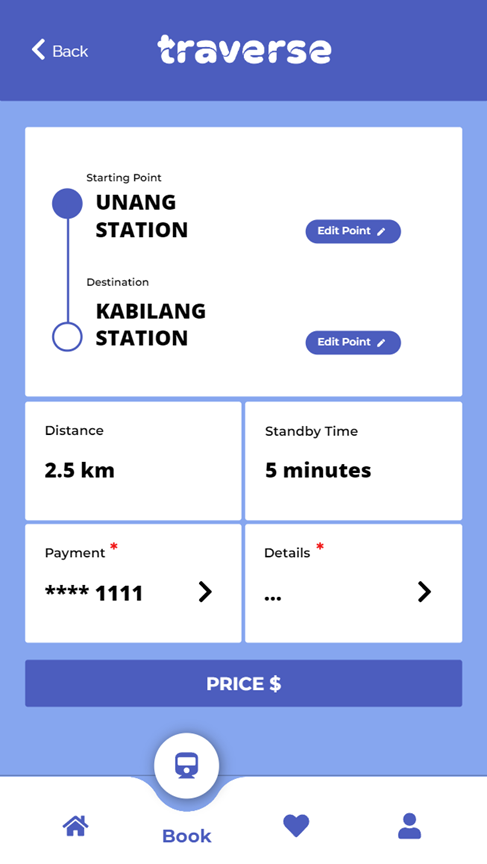 Back
traverse
Starting Point
UNANG
STATION
Edit Point
Destination
KABILANG
STATION
Edit Point
Distance
2.5 km
Standby Time
5 minutes
Payment *
**** 1111
Details *
...
PRICE $
Book